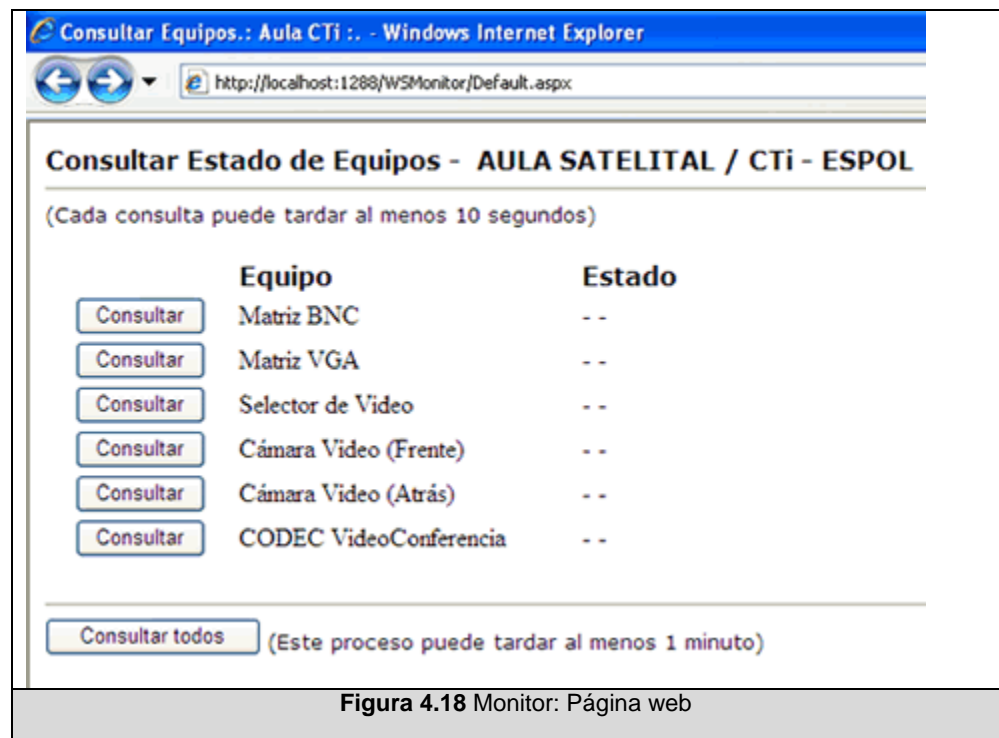 Consultar Equipos.: Aula CTi :. - Windows Internet Explorer
http://localhost:1288/WSMonitor/Default.aspx
Consultar Estado de Equipos - AULA SATELITAL / CTi - ESPOL
(Cada consulta puede tardar al menos 10 segundos)
Equipo Estado
Consultar Matriz BNC - -
Consultar Matriz VGA - -
Consultar Selector de Video - -
Consultar Cámara Video (Frente) - -
Consultar Cámara Video (Atrás) - -
Consultar CODEC VideoConferencia - -
Consultar todos (Este proceso puede tardar al menos 1 minuto)
Figura 4.18 Monitor: Página web